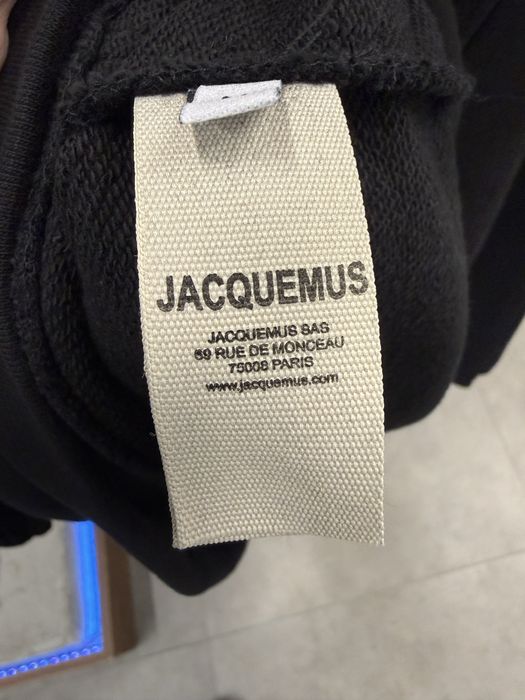 JACQUEMUS
JACQUEMUS SAS
69 RUE DE MONCEAU
75008 PARIS
www.jacquemus.com